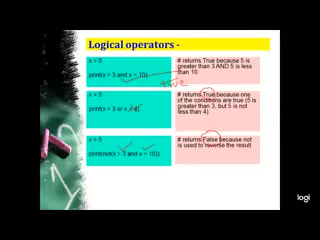 Logical operators -
x = 5
print(x > 3 and x < 10)
# returns True because 5 is
greater than 3 AND 5 is less
than 10
True
x = 5
print(x > 3 or x < 4)
# returns True because one
of the conditions are true (5 is
greater than 3, but 5 is not
less than 4)
x = 5
print(not(x > 3 and x < 10))
# returns False because not
is used to reverse the result
logi